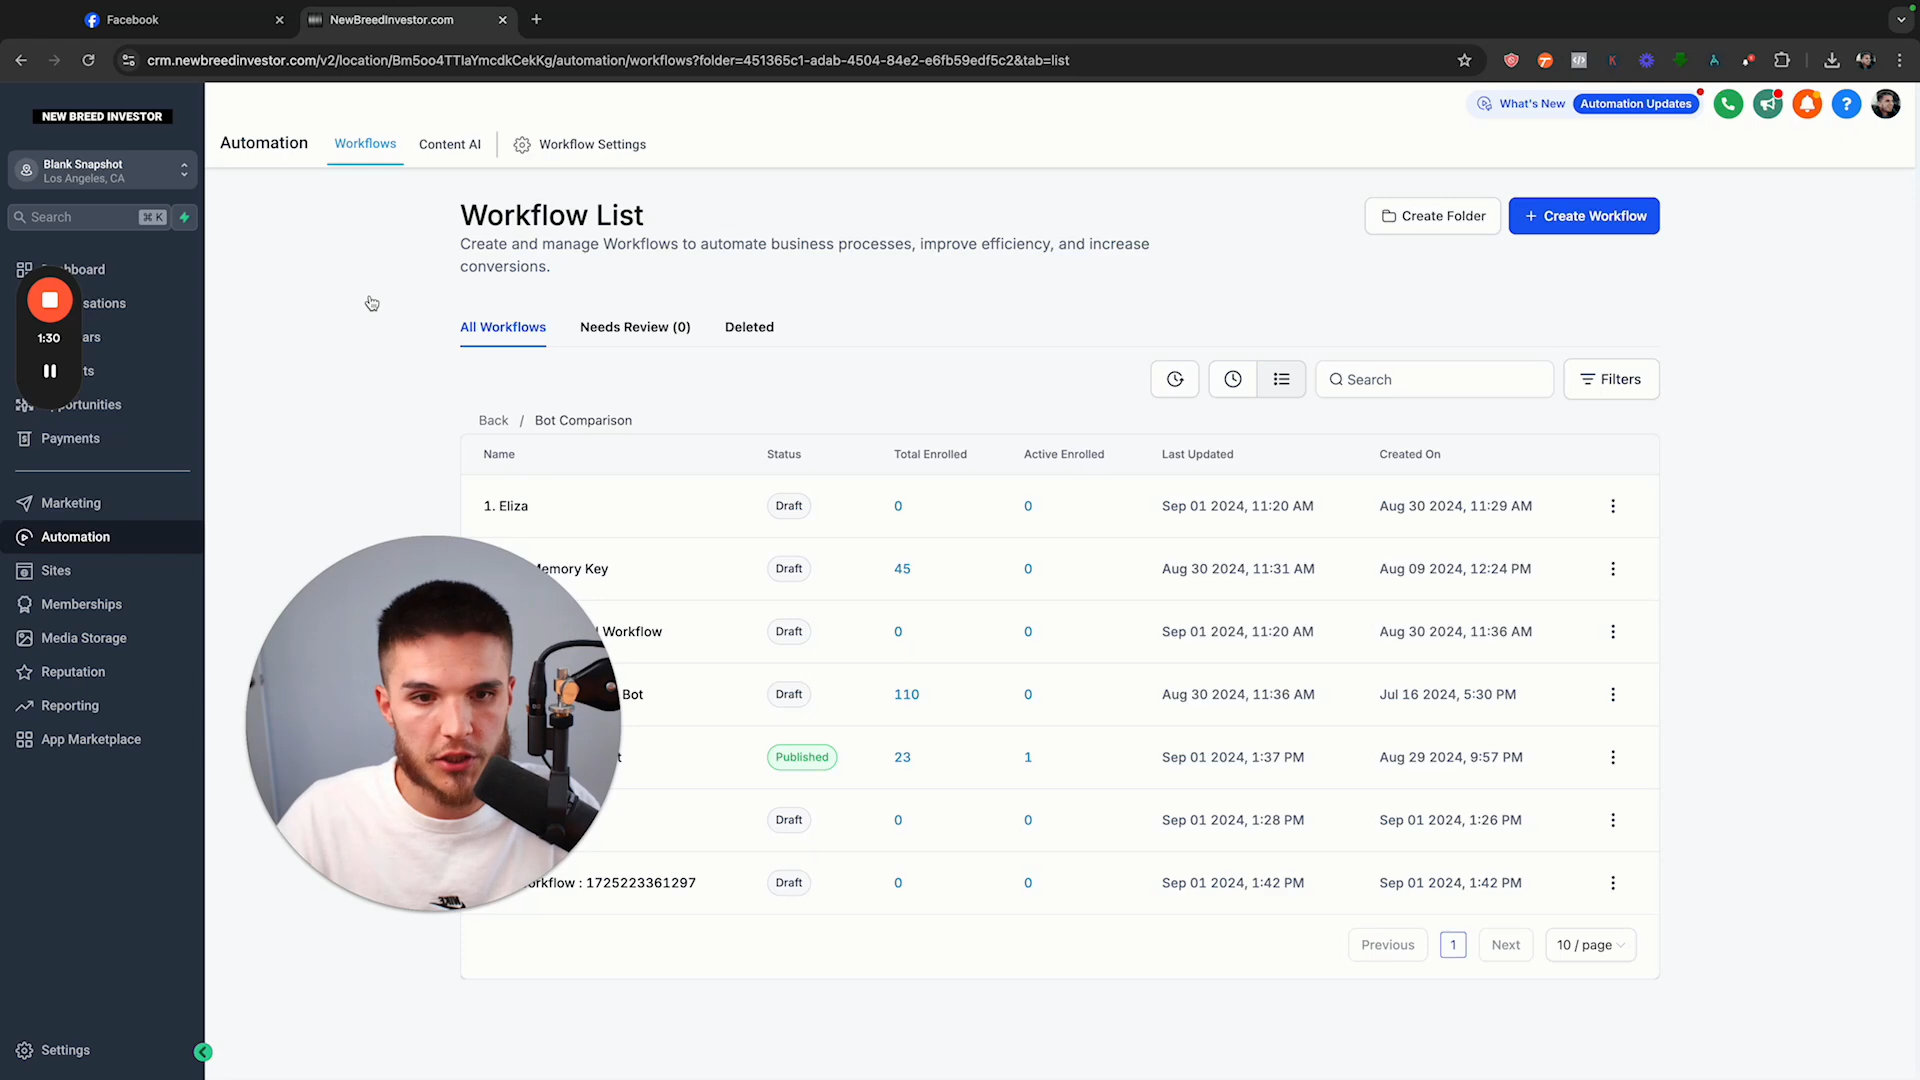 Facebook
NewBreedInvestor.com
crm.newbreedinvestor.com/v2/location/Bm5oo4TTIaYmcdkCekKg/automation/workflows?folder=451365c1-adab-4504-84e2-e6fb59edf5c2&tab=list
NEW BREED INVESTOR
What's New
Automation Updates
Automation
Workflows
Content AI
Workflow Settings
Blank Snapshot
Los Angeles, CA
Search
⌘ K
hboard
sations
1:30
ars
ts
ortunities
Payments
Marketing
Automation
Sites
Memberships
Media Storage
Reputation
Reporting
App Marketplace
Settings
Workflow List
Create and manage Workflows to automate business processes, improve efficiency, and increase
conversions.
Create Folder
+ Create Workflow
All Workflows
Needs Review (0)
Deleted
Search
Filters
Back / Bot Comparison
Name Status Total Enrolled Active Enrolled Last Updated Created On
1. Eliza Draft 0 0 Sep 01 2024, 11:20 AM Aug 30 2024, 11:29 AM
Memory Key Draft 45 0 Aug 30 2024, 11:31 AM Aug 09 2024, 12:24 PM
Workflow Draft 0 0 Sep 01 2024, 11:20 AM Aug 30 2024, 11:36 AM
Bot Draft 110 0 Aug 30 2024, 11:36 AM Jul 16 2024, 5:30 PM
t Published 23 1 Sep 01 2024, 1:37 PM Aug 29 2024, 9:57 PM
Draft 0 0 Sep 01 2024, 1:28 PM Sep 01 2024, 1:26 PM
orkflow : 1725223361297 Draft 0 0 Sep 01 2024, 1:42 PM Sep 01 2024, 1:42 PM
Previous 1 Next 10 / page